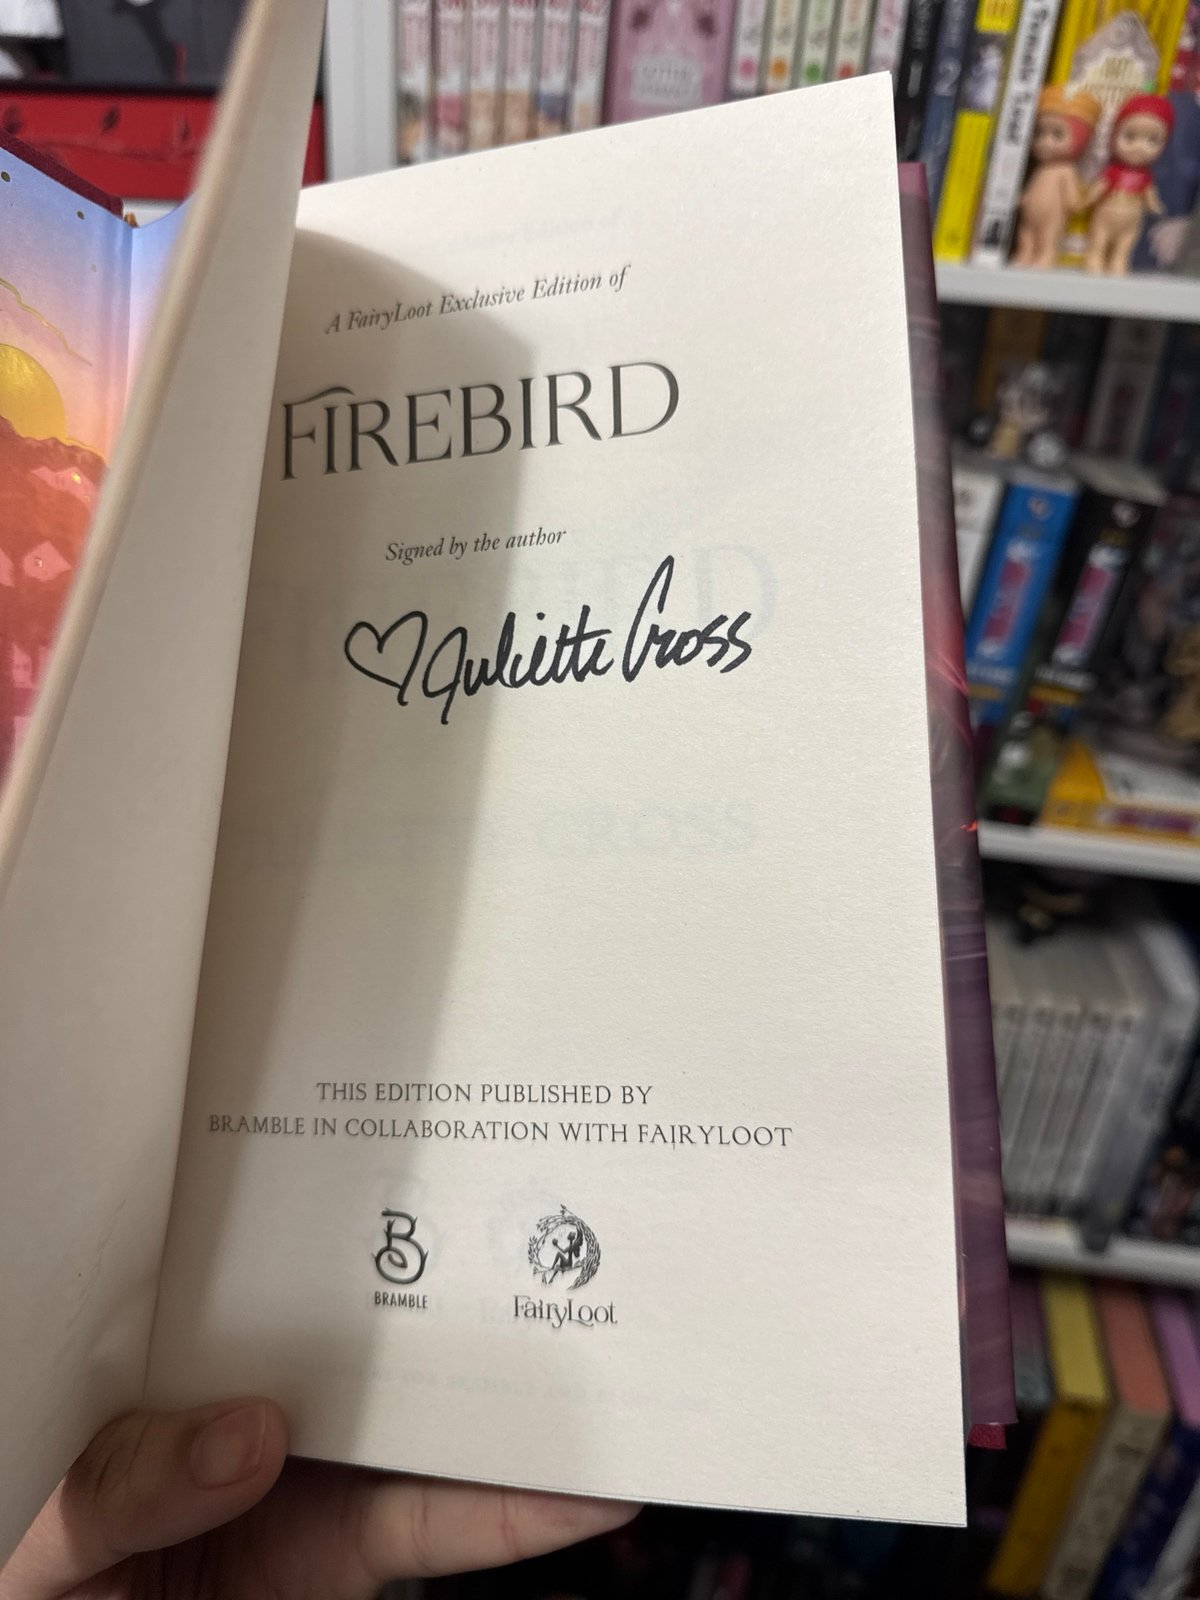 A FairyLoot Exclusive Edition of
FIREBIRD
Signed by the author
♡ Juliette Cross
THIS EDITION PUBLISHED BY
BRAMBLE IN COLLABORATION WITH FAIRYLOOT
B
BRAMBLE
FairyLoot